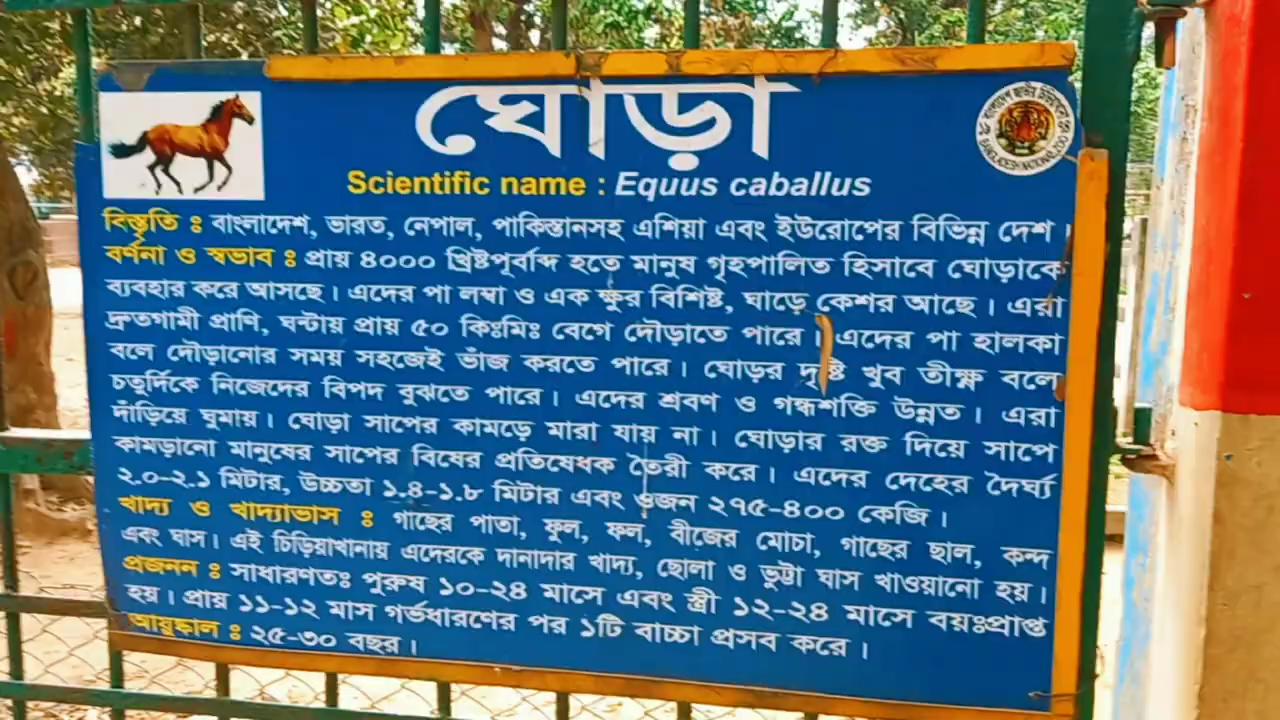 ঘোড়া
বাংলাদেশ জাতীয় চিড়িয়াখানা
BANGLADESH NATIONAL ZOO
Scientific name : Equus caballus
বিস্তৃতি ঃ বাংলাদেশ, ভারত, নেপাল, পাকিস্তানসহ এশিয়া এবং ইউরোপের বিভিন্ন দেশ।
বর্ণনা ও স্বভাব ঃ প্রায় ৪০০০ খ্রিষ্টপূর্বাব্দ হতে মানুষ গৃহপালিত হিসাবে ঘোড়াকে
ব্যবহার করে আসছে। এদের পা লম্বা ও এক ক্ষুর বিশিষ্ট, ঘাড়ে কেশর আছে। এরা
দ্রুতগামী প্রাণি, ঘন্টায় প্রায় ৫০ কিঃমিঃ বেগে দৌড়াতে পারে। এদের পা হালকা
বলে দৌড়ানোর সময় সহজেই ভাঁজ করতে পারে। ঘোড়র দৃষ্টি খুব তীক্ষ্ণ বলে
চতুর্দিকে নিজেদের বিপদ বুঝতে পারে। এদের শ্রবণ ও গন্ধশক্তি উন্নত। এরা
দাঁড়িয়ে ঘুমায়। ঘোড়া সাপের কামড়ে মারা যায় না। ঘোড়ার রক্ত দিয়ে সাপে
কামড়ানো মানুষের সাপের বিষের প্রতিষেধক তৈরী করে। এদের দেহের দৈর্ঘ্য
২.০-২.১ মিটার, উচ্চতা ১.৪-১.৮ মিটার এবং ওজন ২৭৫-৪০০ কেজি।
খাদ্য ও খাদ্যাভাস ঃ গাছের পাতা, ফুল, ফল, বীজের মোচা, গাছের ছাল, কন্দ
এবং ঘাস। এই চিড়িয়াখানায় এদেরকে দানাদার খাদ্য, ছোলা ও ভুট্টা ঘাস খাওয়ানো হয়।
প্রজনন ঃ সাধারণতঃ পুরুষ ১০-২৪ মাসে এবং স্ত্রী ১২-২৪ মাসে বয়ঃপ্রাপ্ত
হয়। প্রায় ১১-১২ মাস গর্ভধারণের পর ১টি বাচ্চা প্রসব করে।
আয়ুষ্কাল ঃ ২৫-৩০ বছর।